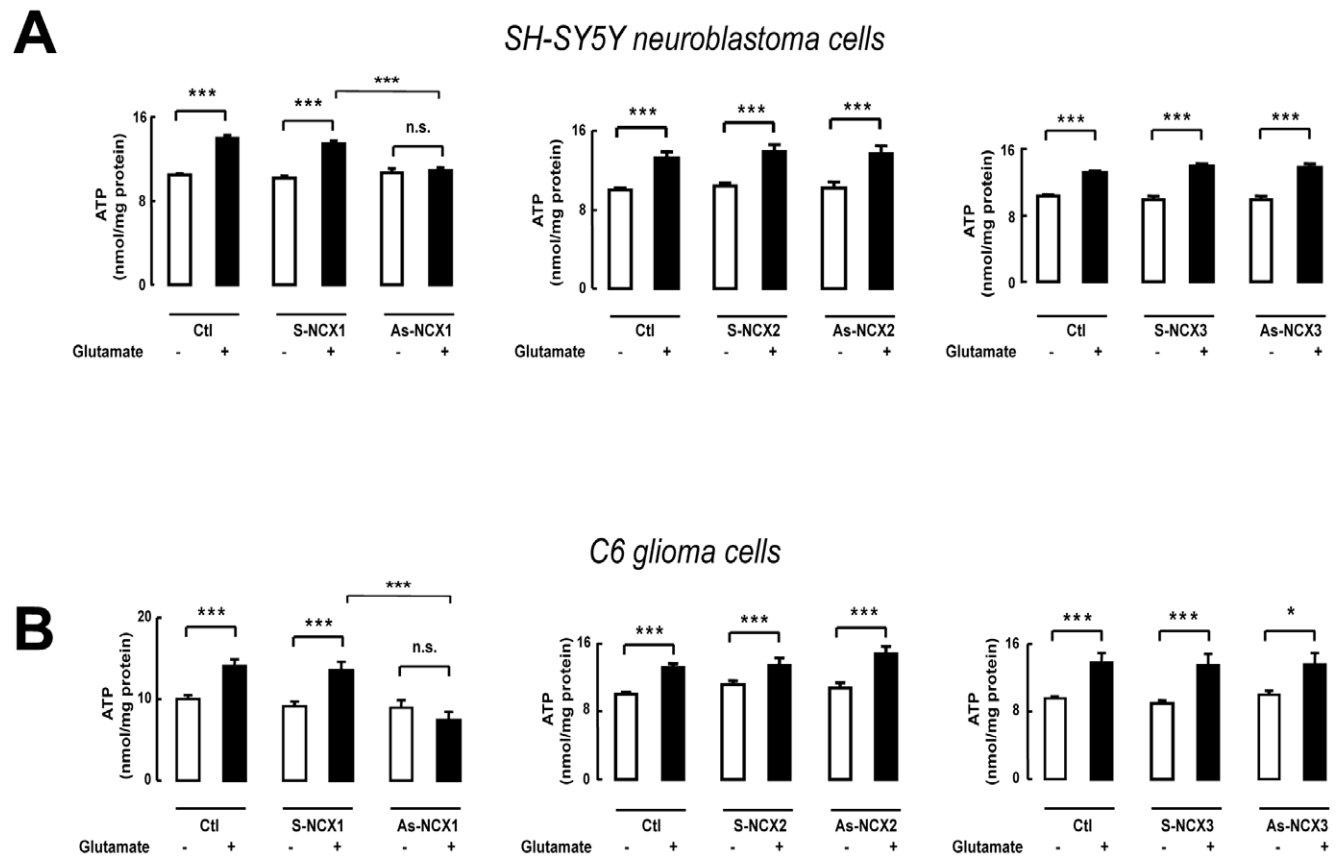 A
SH-SY5Y neuroblastoma cells
ATP
(nmol/mg protein)
16
8
0
***
***
***
n.s.
Ctl S-NCX1 As-NCX1
Glutamate - + - + - +
ATP
(nmol/mg protein)
16
8
0
***
***
***
Ctl S-NCX2 As-NCX2
Glutamate - + - + - +
ATP
(nmol/mg protein)
16
8
0
***
***
***
Ctl S-NCX3 As-NCX3
Glutamate - + - + - +
C6 glioma cells
B
ATP
(nmol/mg protein)
20
10
0
***
***
***
n.s.
Ctl S-NCX1 As-NCX1
Glutamate - + - + - +
ATP
(nmol/mg protein)
16
8
0
***
***
***
Ctl S-NCX2 As-NCX2
Glutamate - + - + - +
ATP
(nmol/mg protein)
16
8
0
***
***
*
Ctl S-NCX3 As-NCX3
Glutamate - + - + - +